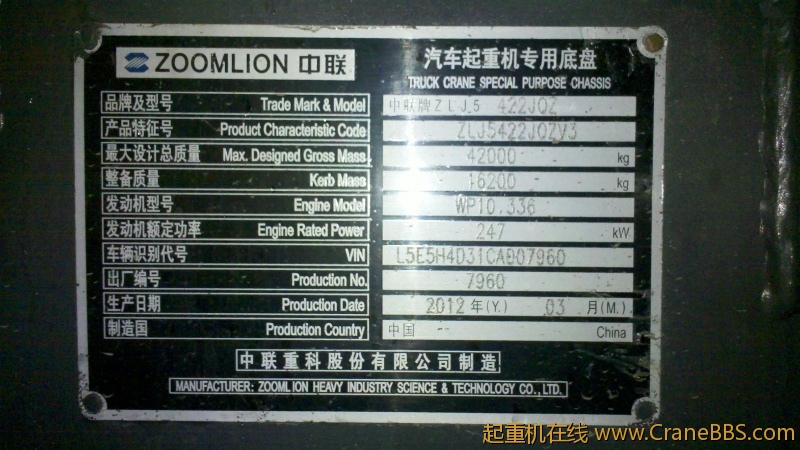 ZOOMLION 中联 汽车起重机专用底盘
TRUCK CRANE SPECIAL PURPOSE CHASSIS
品牌及型号 Trade Mark & Model 中联牌ZLJ5 422JQZ
产品特征号 Product Characteristic Code ZLJ5422JQZV3
最大设计总质量 Max. Designed Gross Mass 42000 kg
整备质量 Kerb Mass 16200 kg
发动机型号 Engine Model WP10.336
发动机额定功率 Engine Rated Power 247 kW
车辆识别代号 VIN L5E5H4D31CA007960
出厂编号 Production No. 7960
生产日期 Production Date 2012 年(Y.) 03 月(M.)
制造国 Production Country 中国 China
中联重科股份有限公司制造
MANUFACTURER: ZOOMLION HEAVY INDUSTRY SCIENCE & TECHNOLOGY CO., LTD.
起重机在线 www.CraneBBS.com